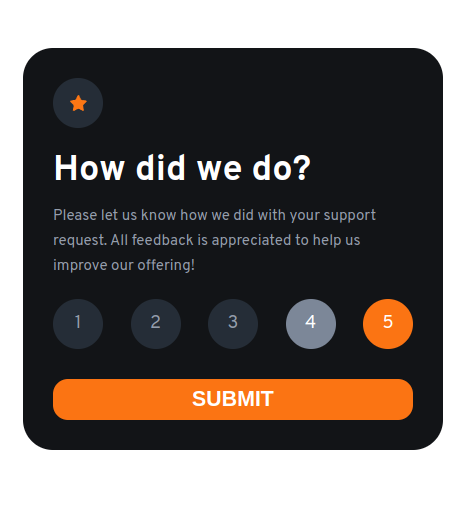 How did we do?
Please let us know how we did with your support
request. All feedback is appreciated to help us
improve our offering!
1 2 3 4 5
SUBMIT